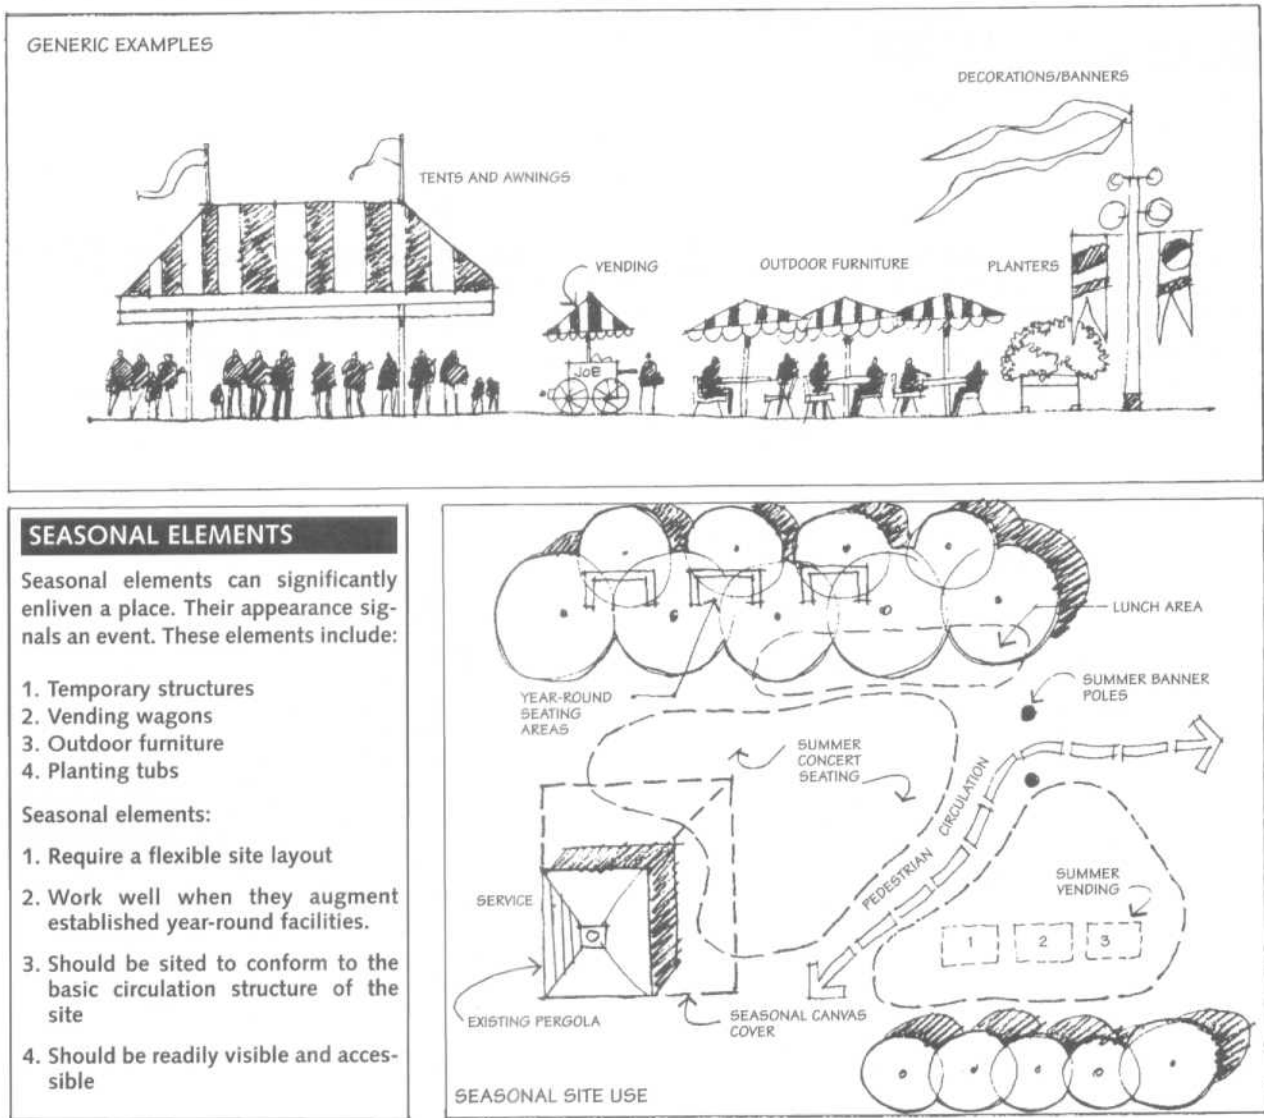 GENERIC EXAMPLES
DECORATIONS/BANNERS
TENTS AND AWNINGS
VENDING
OUTDOOR FURNITURE
PLANTERS
JOE
SEASONAL ELEMENTS
Seasonal elements can significantly
enliven a place. Their appearance sig-
nals an event. These elements include:
1. Temporary structures
2. Vending wagons
3. Outdoor furniture
4. Planting tubs
Seasonal elements:
1. Require a flexible site layout
2. Work well when they augment
established year-round facilities.
3. Should be sited to conform to the
basic circulation structure of the
site
4. Should be readily visible and acces-
sible
LUNCH AREA
YEAR-ROUND
SEATING
AREAS
SUMMER BANNER
POLES
SUMMER
CONCERT
SEATING
PEDESTRIAN CIRCULATION
SERVICE
SUMMER
VENDING
1 2 3
EXISTING PERGOLA
SEASONAL CANVAS
COVER
SEASONAL SITE USE